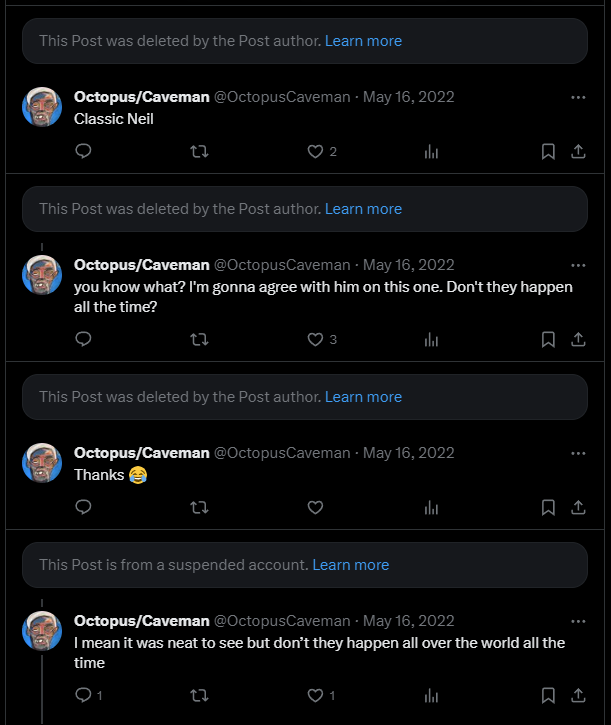 This Post was deleted by the Post author. Learn more
Octopus/Caveman @OctopusCaveman · May 16, 2022
Classic Neil
2
This Post was deleted by the Post author. Learn more
Octopus/Caveman @OctopusCaveman · May 16, 2022
you know what? I'm gonna agree with him on this one. Don't they happen
all the time?
3
This Post was deleted by the Post author. Learn more
Octopus/Caveman @OctopusCaveman · May 16, 2022
Thanks 😂
This Post is from a suspended account. Learn more
Octopus/Caveman @OctopusCaveman · May 16, 2022
I mean it was neat to see but don’t they happen all over the world all the
time
1 1